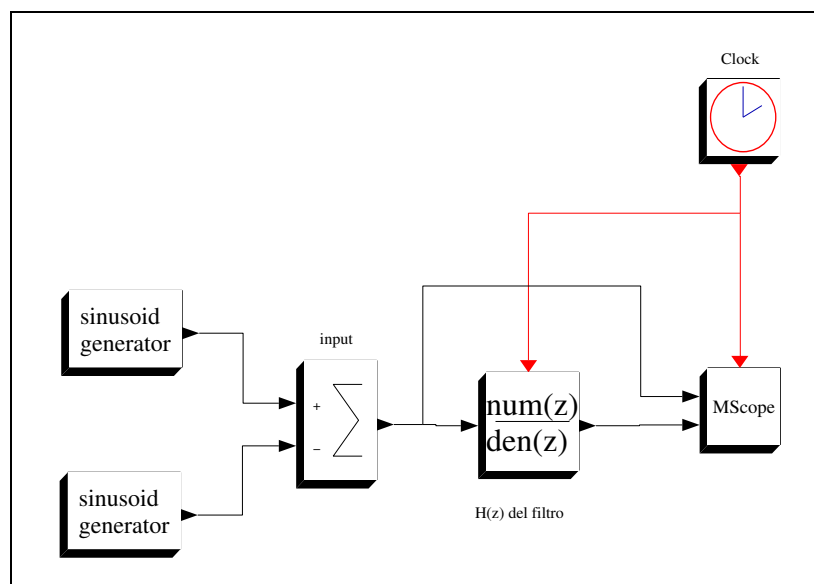 Clock
sinusoid
generator
input
+
−
num(z)
den(z)
MScope
sinusoid
generator
H(z) del filtro